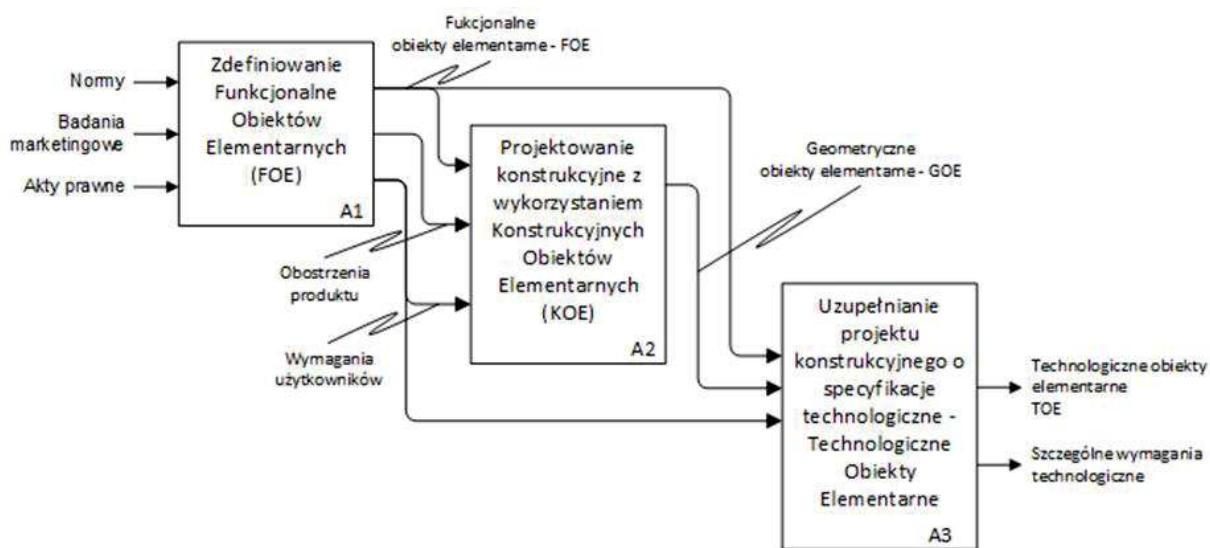 Fukcjonalne
obiekty elementarne - FOE
Normy
Badania
marketingowe
Akty prawne
Zdefiniowanie
Funkcjonalne
Obiektów
Elementarnych
(FOE)
A1
Obostrzenia
produktu
Wymagania
użytkowników
Projektowanie
konstrukcyjne z
wykorzystaniem
Konstrukcyjnych
Obiektów
Elementarnych
(KOE)
A2
Geometryczne
obiekty elementarne - GOE
Uzupełnianie
projektu
konstrukcyjnego o
specyfikacje
technologiczne -
Technologiczne
Obiekty
Elementarne
A3
Technologiczne obiekty
elementarne
TOE
Szczególne wymagania
technologiczne